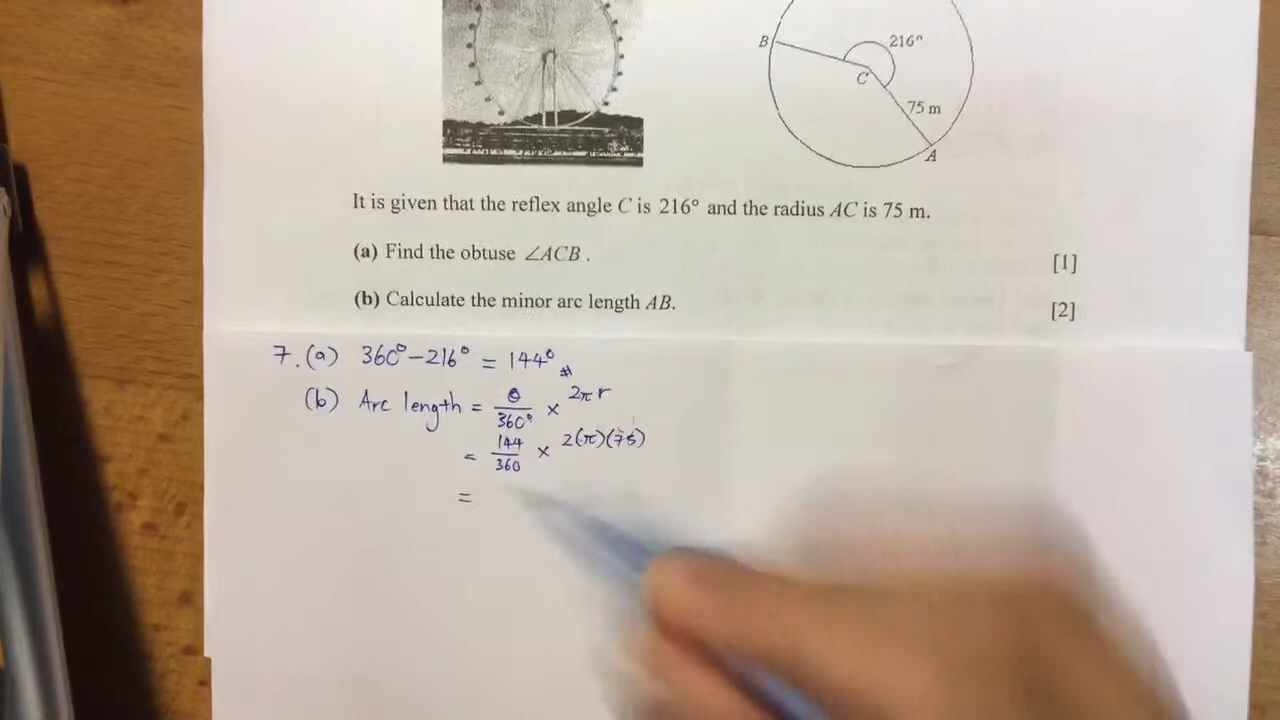 B
216°
C
75 m
A
It is given that the reflex angle C is 216° and the radius AC is 75 m.
(a) Find the obtuse ∠ACB. [1]
(b) Calculate the minor arc length AB. [2]
7. (a) 360° - 216° = 144°
(b) Arc length = θ/360° × 2πr
= 144/360 × 2(π)(75)
=